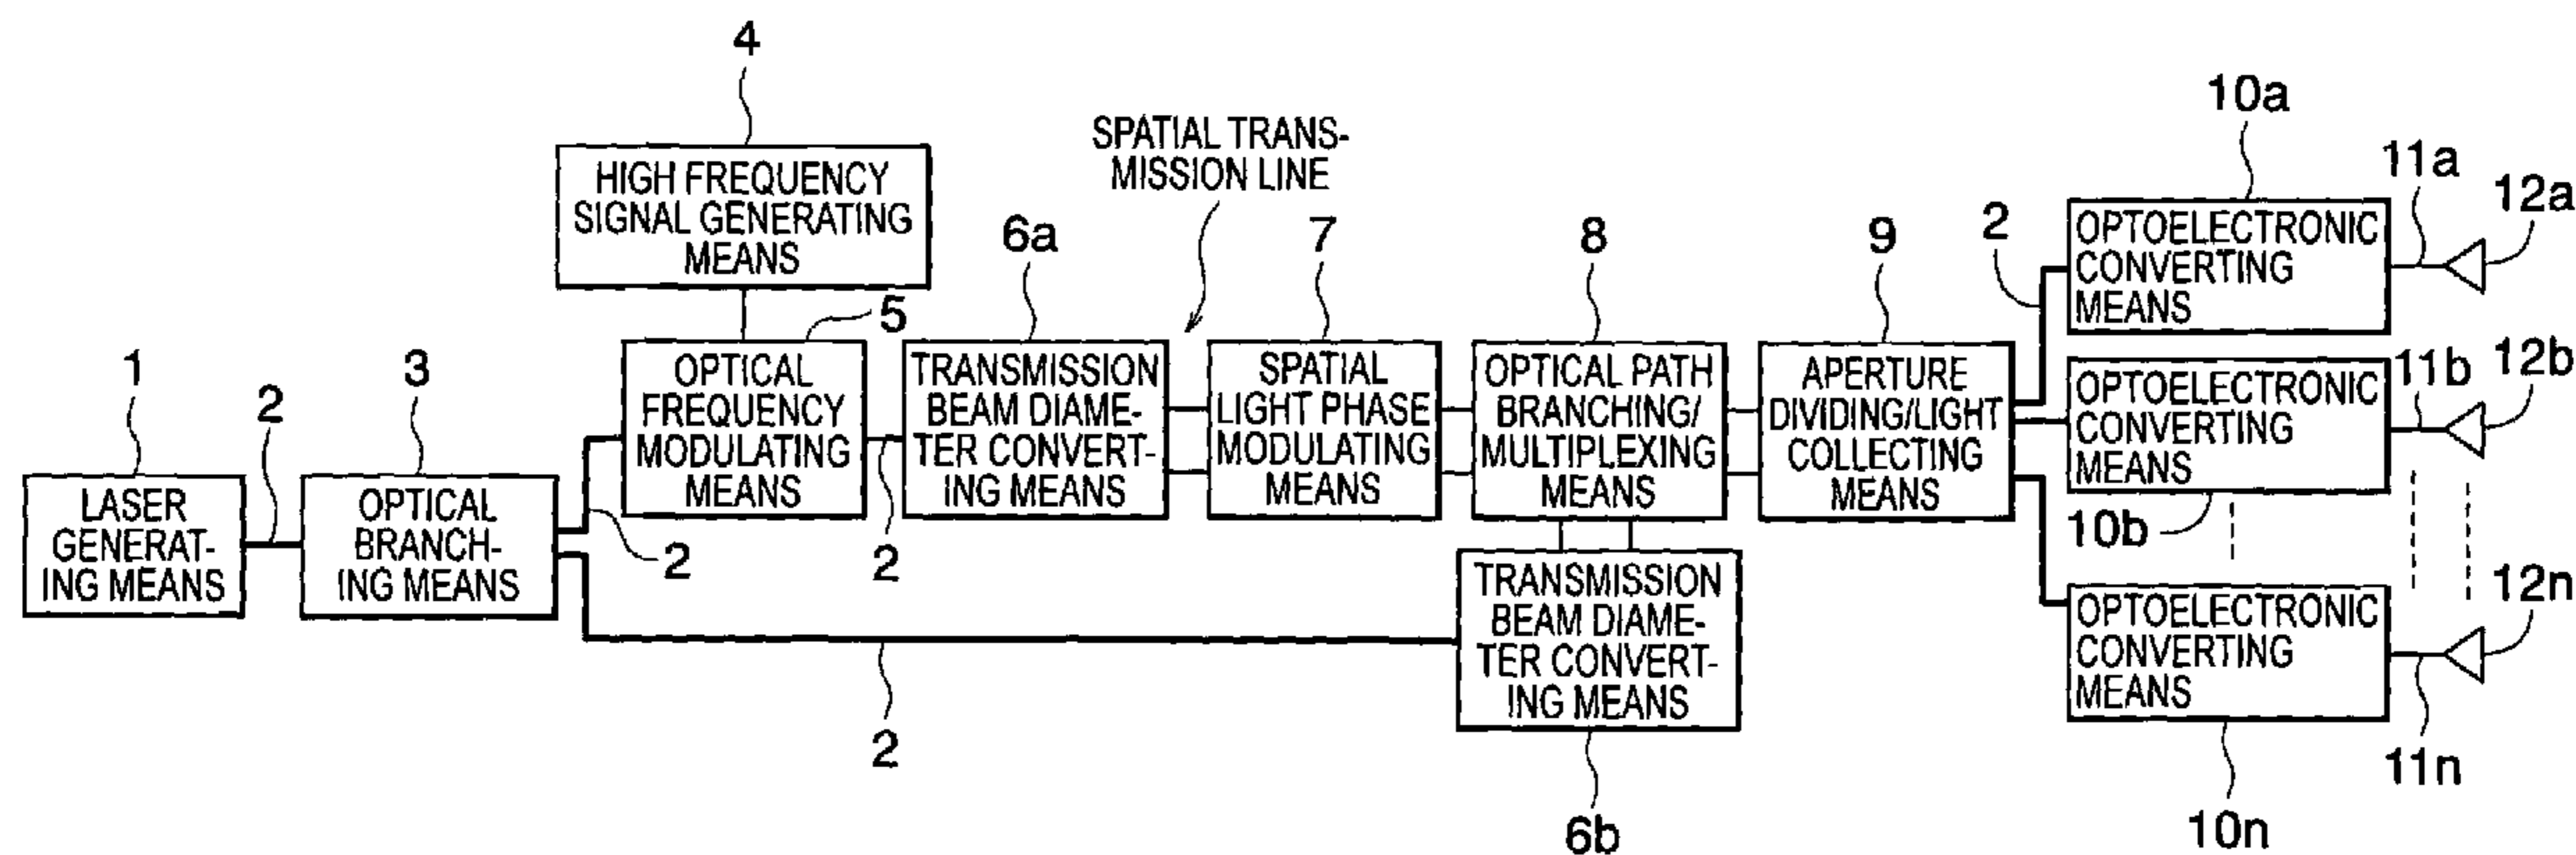 4
HIGH FREQUENCY
SIGNAL GENERATING
MEANS
SPATIAL TRANS-
MISSION LINE
10a
11a
12a
OPTOELECTRONIC
CONVERTING
MEANS
1
LASER
GENERAT-
ING MEANS
2
3
OPTICAL
BRANCH-
ING MEANS
2
5
OPTICAL
FREQUENCY
MODULATING
MEANS
2
6a
TRANSMISSION
BEAM DIAME-
TER CONVERT-
ING MEANS
7
SPATIAL
LIGHT PHASE
MODULATING
MEANS
8
OPTICAL PATH
BRANCHING/
MULTIPLEXING
MEANS
9
APERTURE
DIVIDING/LIGHT
COLLECTING
MEANS
2
OPTOELECTRONIC
CONVERTING
MEANS
11b
12b
10b
2
TRANSMISSION
BEAM DIAME-
TER CONVERT-
ING MEANS
6b
OPTOELECTRONIC
CONVERTING
MEANS
12n
11n
10n